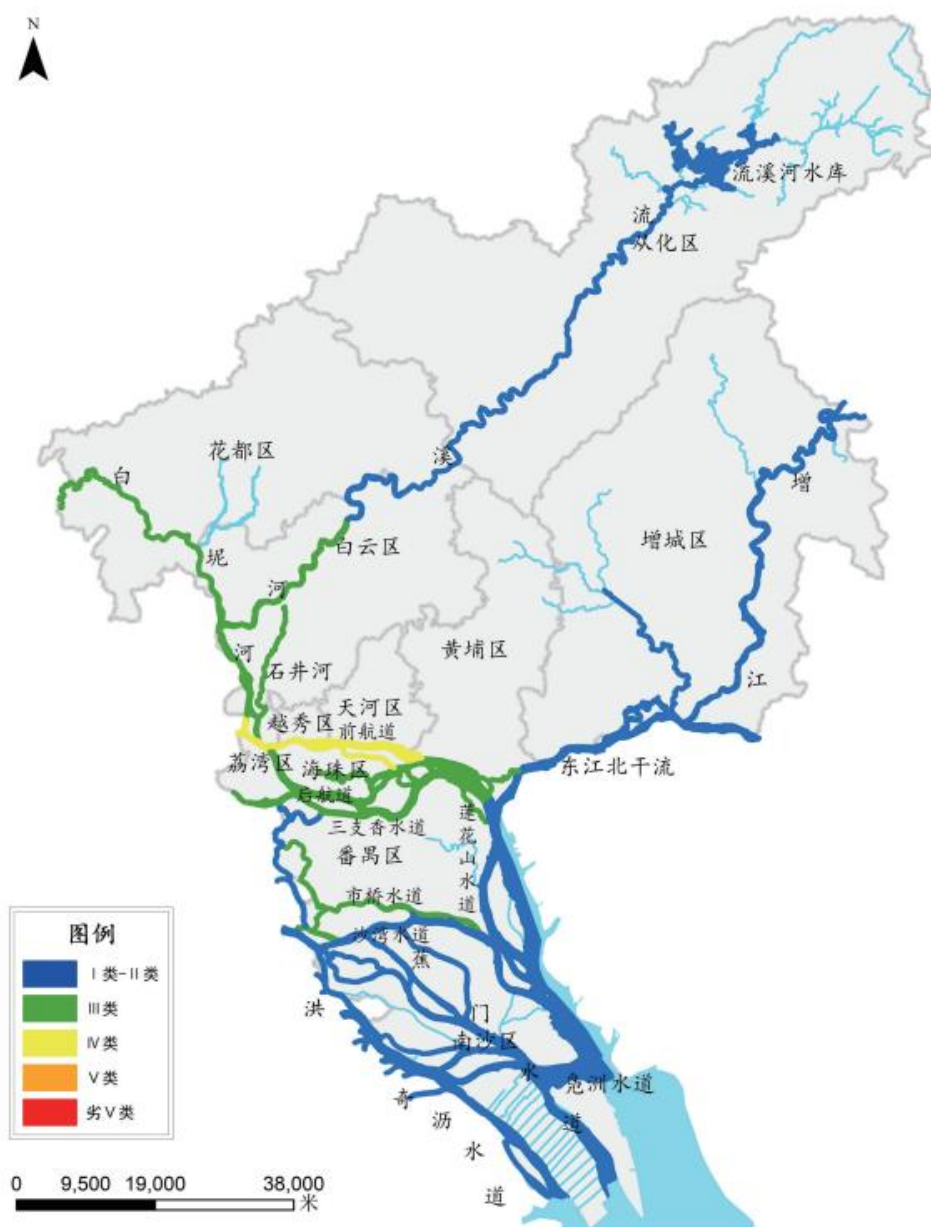 N
流溪河水库
流
从化区
花都区
溪
白
增
白云区
增城区
坭
河
黄埔区
河
石井河
江
天河区
越秀区
前航道
荔湾区
海珠区
东江北干流
后航道
莲花山水道
三支香水道
番禺区
市桥水道
沙湾水道
蕉
洪
门
南沙区
水
凫洲水道
奇
道
沥
水
道
图例
Ⅰ类-Ⅱ类
Ⅲ类
Ⅳ类
Ⅴ类
劣Ⅴ类
0 9,500 19,000 38,000
米